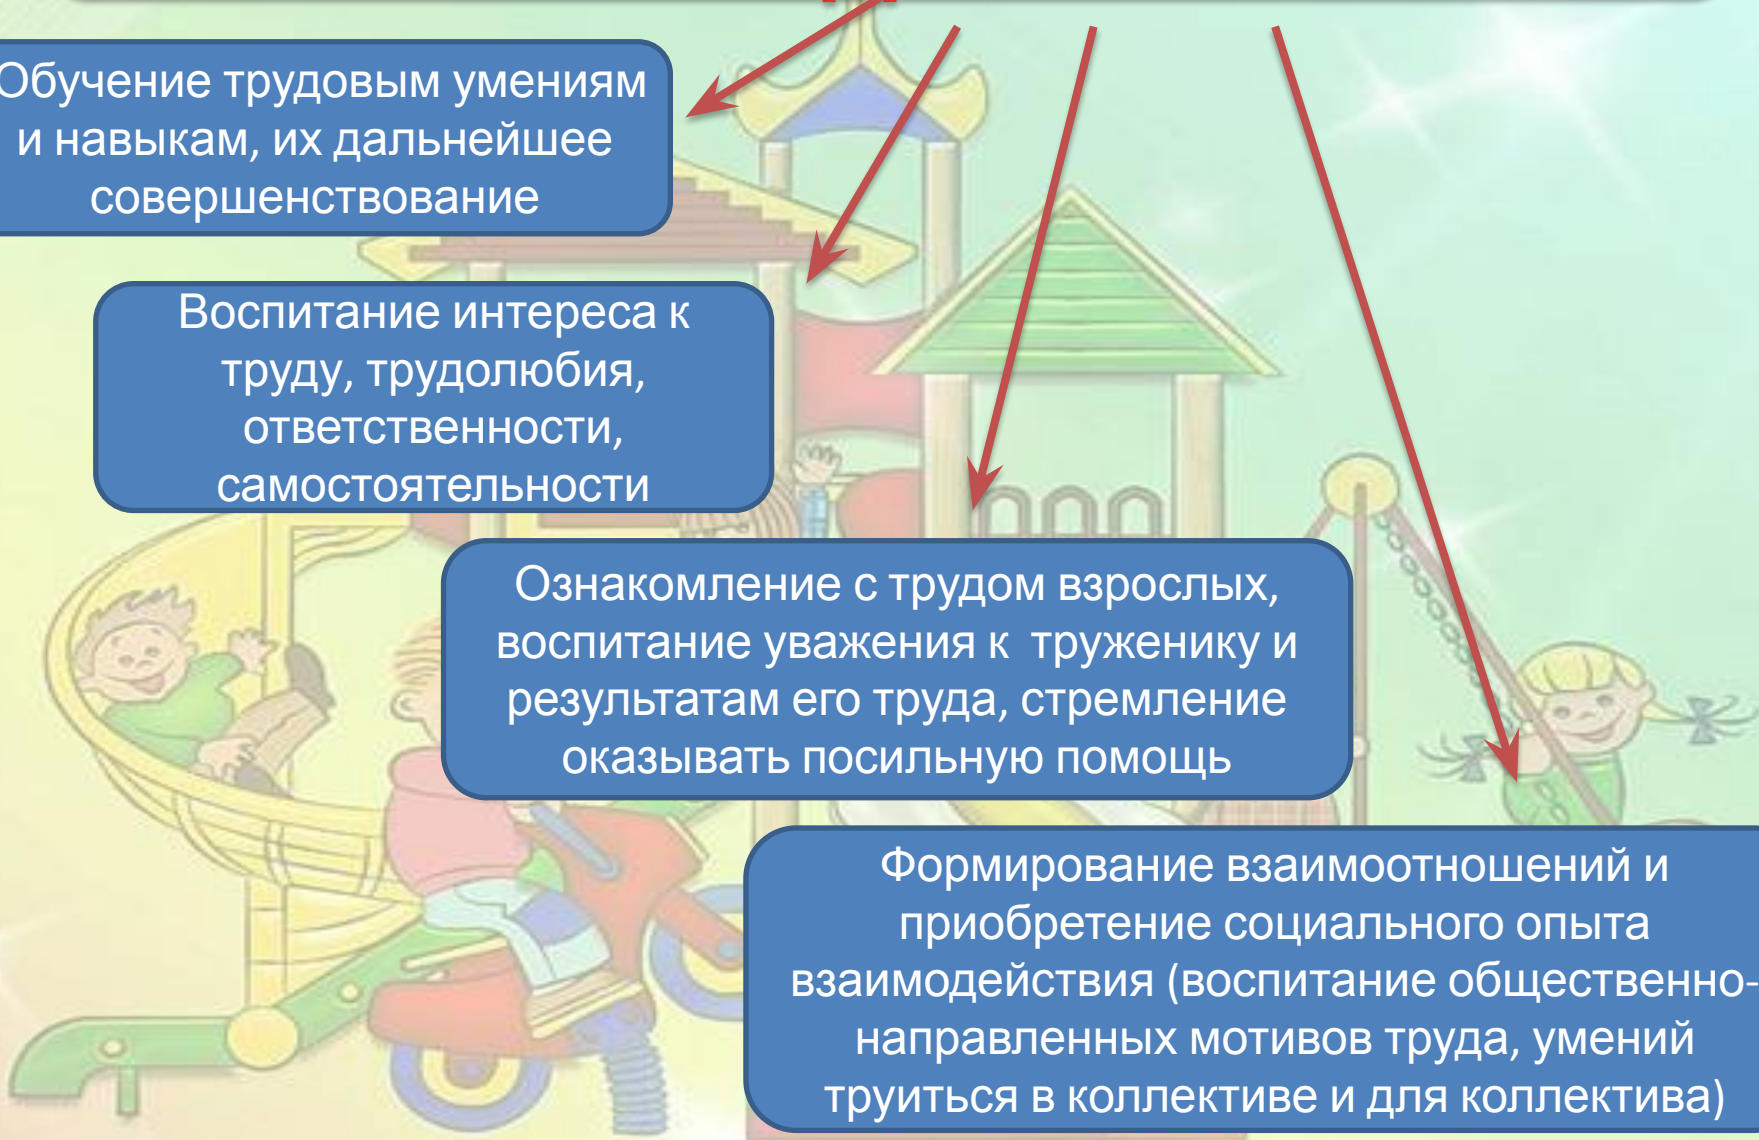 Обучение трудовым умениям
и навыкам, их дальнейшее
совершенствование
Воспитание интереса к
труду, трудолюбия,
ответственности,
самостоятельности
Ознакомление с трудом взрослых,
воспитание уважения к  труженику и
результатам его труда, стремление
оказывать посильную помощь
Формирование взаимоотношений и
приобретение социального опыта
взаимодействия (воспитание общественно-
направленных мотивов труда, умений
труиться в коллективе и для коллектива)